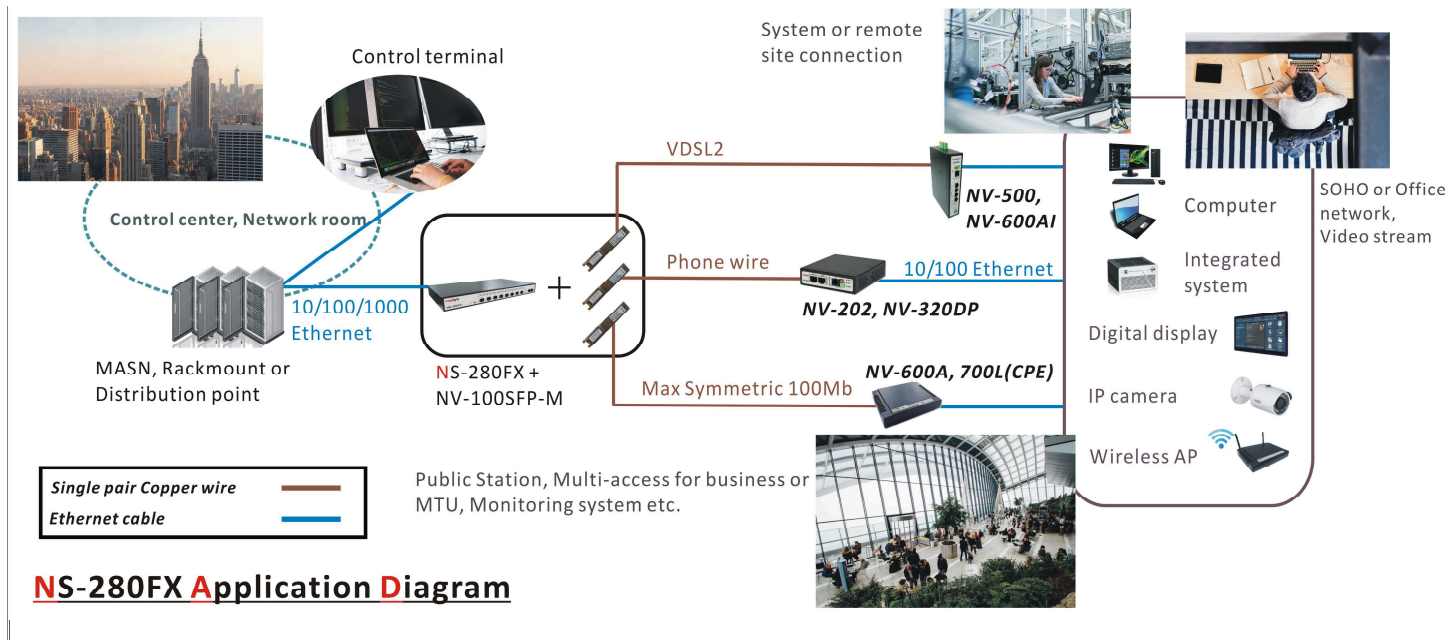 Control terminal
System or remote
site connection
VDSL2
NV-500,
NV-600AI
SOHO or Office
network,
Video stream
Computer
Control center, Network room
Phone wire
10/100 Ethernet
Integrated
system
NV-202, NV-320DP
10/100/1000
Ethernet
Digital display
MASN, Rackmount or
Distribution point
NS-280FX +
NV-100SFP-M
NV-600A, 700L(CPE)
Max Symmetric 100Mb
IP camera
Wireless AP
Single pair Copper wire
Ethernet cable
Public Station, Multi-access for business or
MTU, Monitoring system etc.
NS-280FX Application Diagram